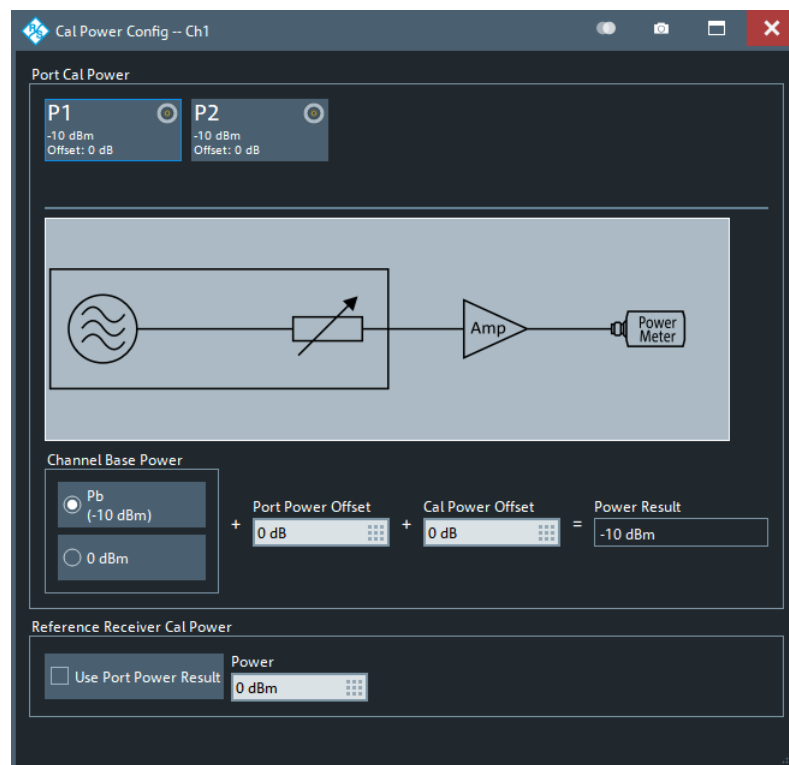 Cal Power Config -- Ch1
Port Cal Power
P1
-10 dBm
Offset: 0 dB
P2
-10 dBm
Offset: 0 dB
Amp
Power
Meter
Channel Base Power
Pb
(-10 dBm)
0 dBm
+
Port Power Offset
0 dB
+
Cal Power Offset
0 dB
=
Power Result
-10 dBm
Reference Receiver Cal Power
Use Port Power Result
Power
0 dBm